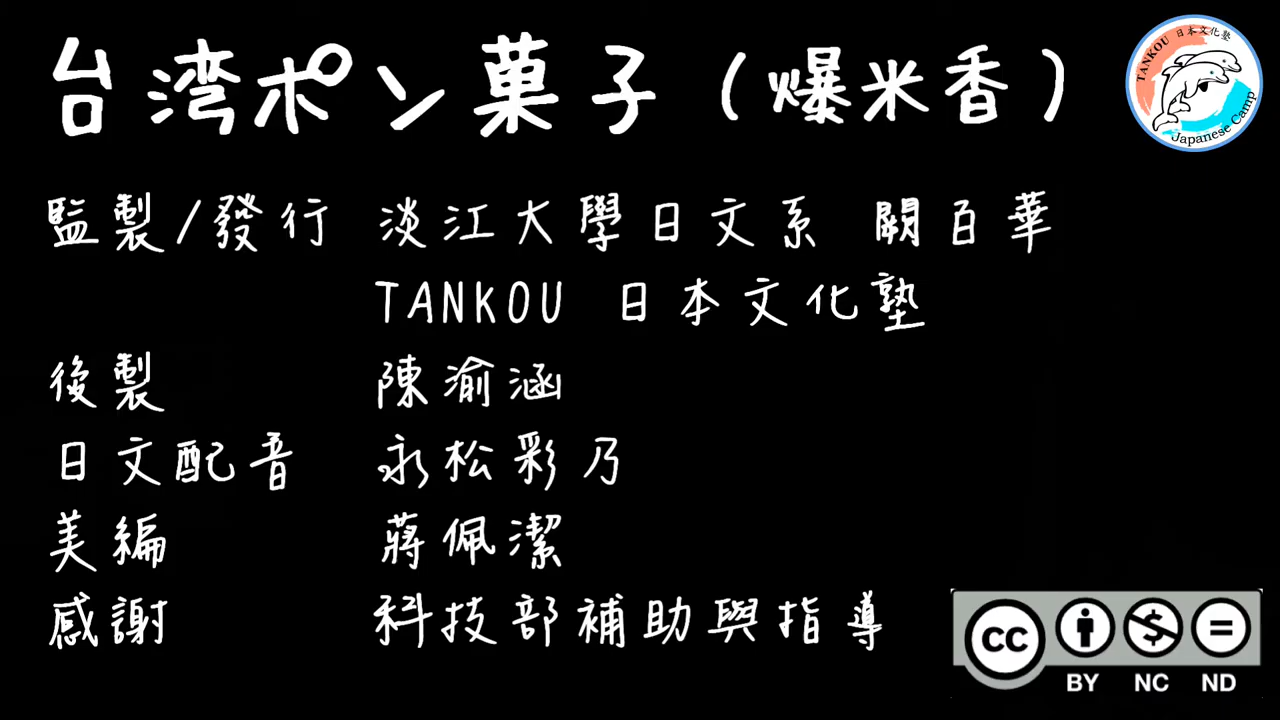 台湾ポン菓子（爆米香）
TANKOU 日本文化塾
Japanese Camp
監製/發行 淡江大學日文系 闕百華
TANKOU 日本文化塾
後製 陳渝涵
日文配音 永松彩乃
美編 蔣佩潔
感謝 科技部補助與指導
CC
BY NC ND